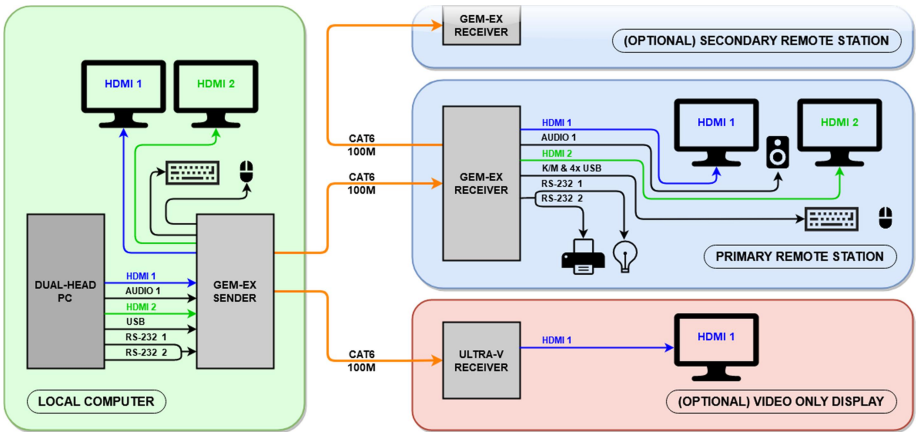 GEM-EX
RECEIVER
(OPTIONAL) SECONDARY REMOTE STATION
HDMI 1
HDMI 2
CAT6
100M
CAT6
100M
GEM-EX
RECEIVER
HDMI 1
AUDIO 1
HDMI 2
K/M & 4x USB
RS-232 1
RS-232 2
HDMI 1
HDMI 2
PRIMARY REMOTE STATION
DUAL-HEAD
PC
HDMI 1
AUDIO 1
HDMI 2
USB
RS-232 1
RS-232 2
GEM-EX
SENDER
LOCAL COMPUTER
CAT6
100M
ULTRA-V
RECEIVER
HDMI 1
HDMI 1
(OPTIONAL) VIDEO ONLY DISPLAY